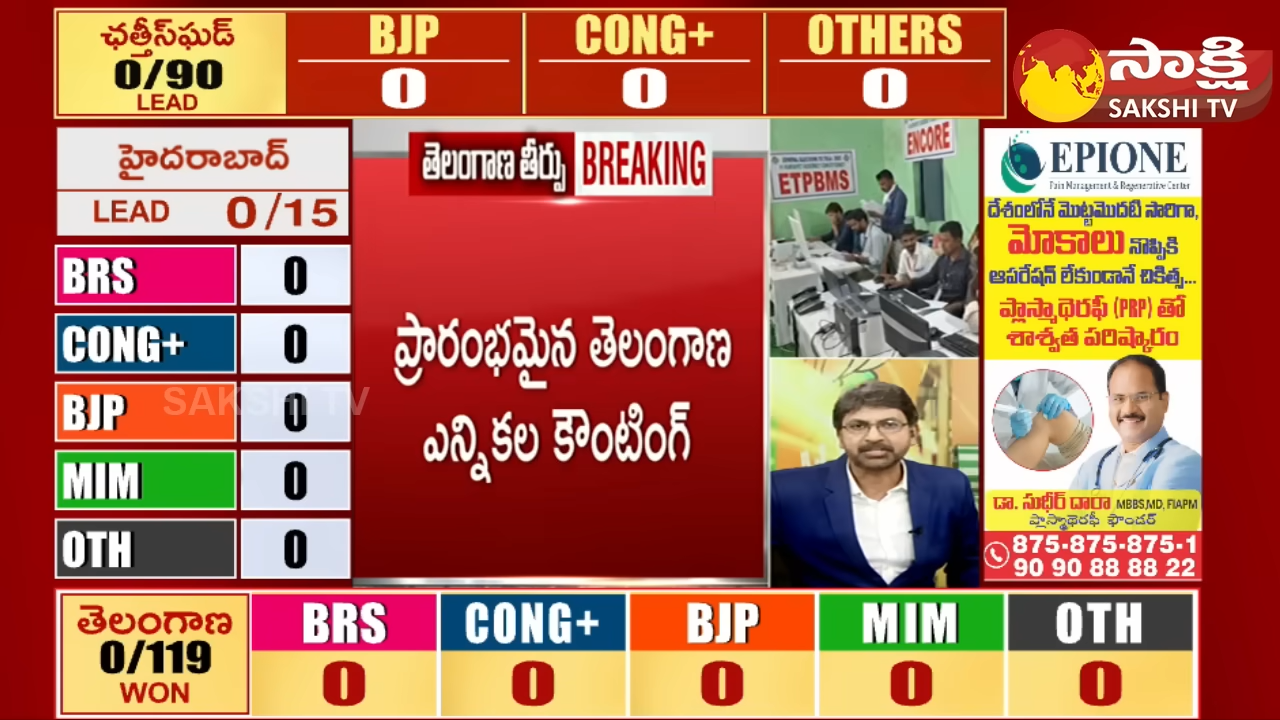 ఛత్తీస్‌ఘడ్
0/90
LEAD
BJP
0
CONG+
0
OTHERS
0
సాక్షి
SAKSHI TV
హైదరాబాద్
LEAD 0/15
BRS 0
CONG+ 0
BJP 0
MIM 0
OTH 0
SAKSHI TV
తెలంగాణ తీర్పు BREAKING
ప్రారంభమైన తెలంగాణ
ఎన్నికల కౌంటింగ్
ENCORE
ETPBMS
EPIONE
Pain Management & Regenerative Center
దేశంలోనే మొట్టమొదటి సారిగా,
మోకాలు నొప్పికి
ఆపరేషన్ లేకుండానే చికిత్స...
ప్లాస్మాథెరఫీ (PRP) తో
శాశ్వత పరిష్కారం
డా. సుధీర్ దారా MBBS,MD, FIAPM
ప్లాస్మాథెరఫీ ఫౌండర్
875-875-875-1
90 90 88 88 22
తెలంగాణ
0/119
WON
BRS
0
CONG+
0
BJP
0
MIM
0
OTH
0